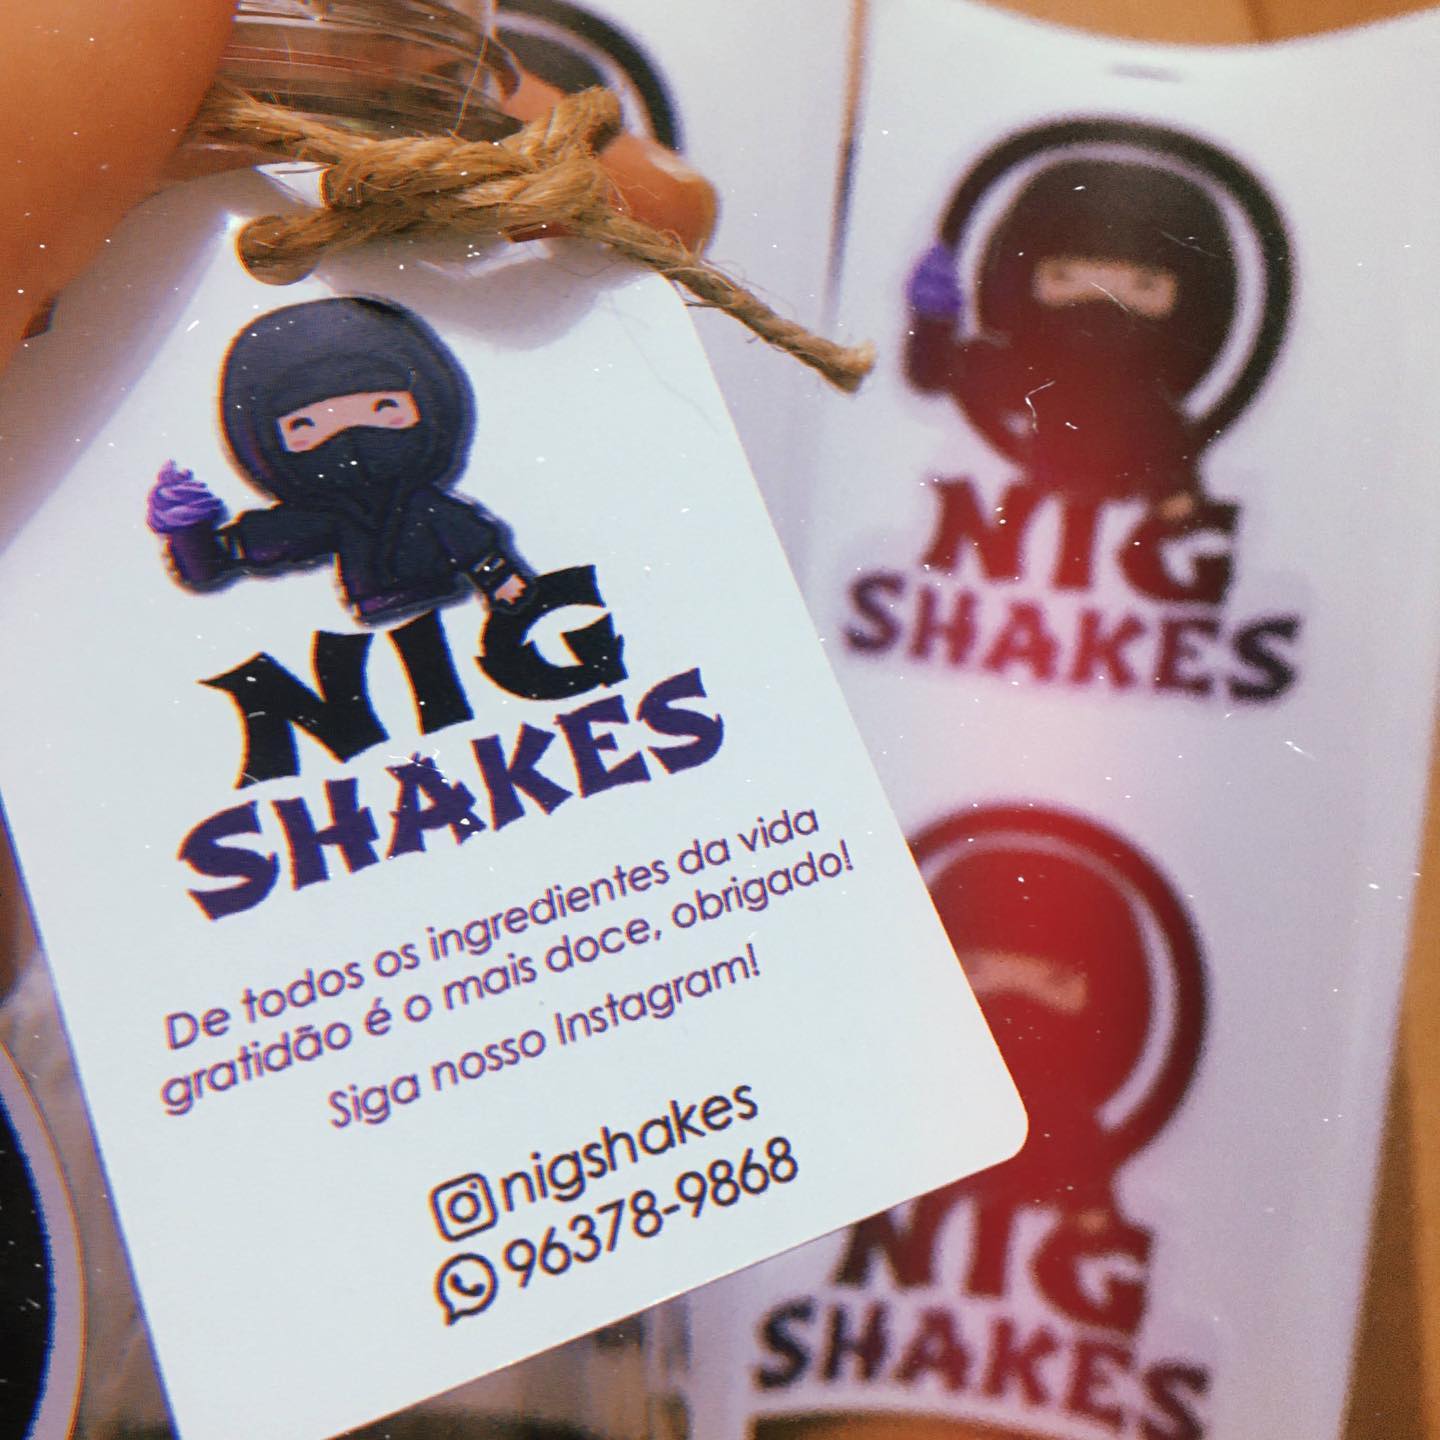 NIG
SHAKES
De todos os ingredientes da vida
gratidão é o mais doce, obrigado!
Siga nosso Instagram!
nigshakes
96378-9868
NIG
SHAKES
NIG
SHAKES